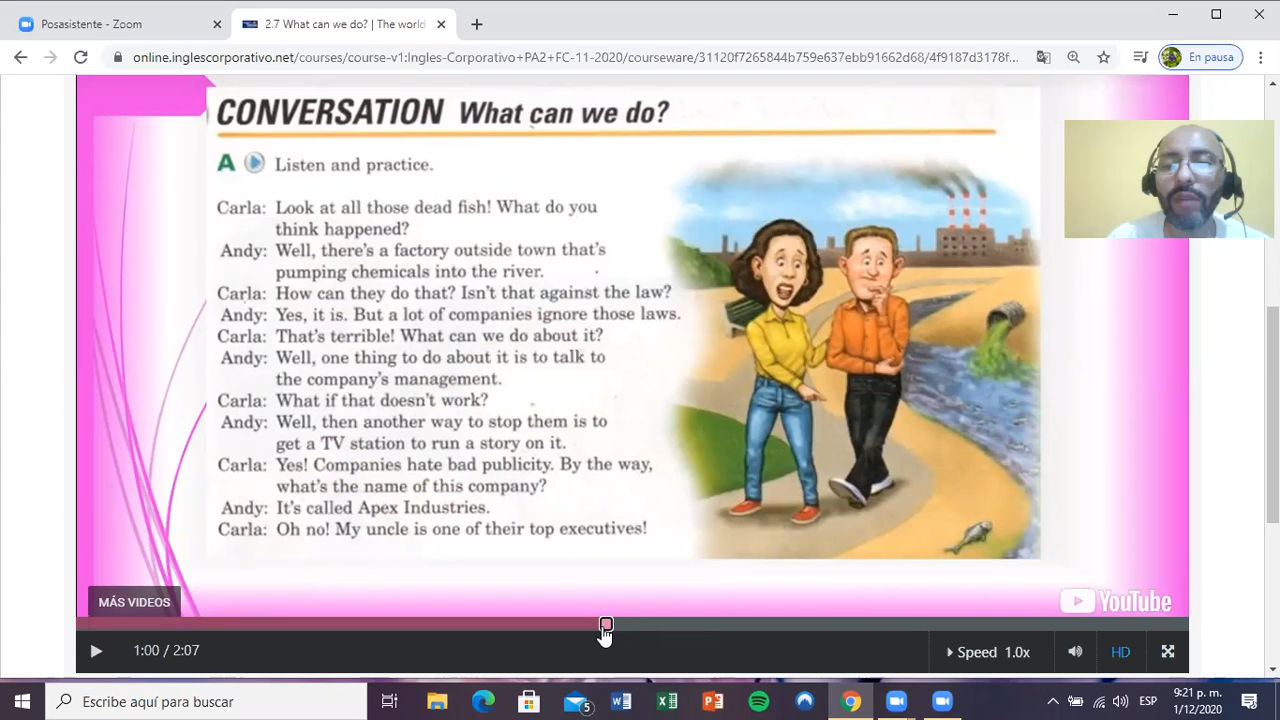 Posasistente - Zoom
2.7 What can we do? | The world
online.inglescorporativo.net/courses/course-v1:Ingles-Corporativo+PA2+FC-11-2020/courseware/31120f7265844b759e637ebb91662d68/4f9187d3178f...
En pausa
CONVERSATION What can we do?
A Listen and practice.
Carla: Look at all those dead fish! What do you
think happened?
Andy: Well, there's a factory outside town that's
pumping chemicals into the river.
Carla: How can they do that? Isn't that against the law?
Andy: Yes, it is. But a lot of companies ignore those laws.
Carla: That's terrible! What can we do about it?
Andy: Well, one thing to do about it is to talk to
the company's management.
Carla: What if that doesn't work?
Andy: Well, then another way to stop them is to
get a TV station to run a story on it.
Carla: Yes! Companies hate bad publicity. By the way,
what's the name of this company?
Andy: It's called Apex Industries.
Carla: Oh no! My uncle is one of their top executives!
MÁS VIDEOS
YouTube
1:00 / 2:07
Speed 1.0x
HD
Escribe aquí para buscar
5
ESP
9:21 p. m.
1/12/2020